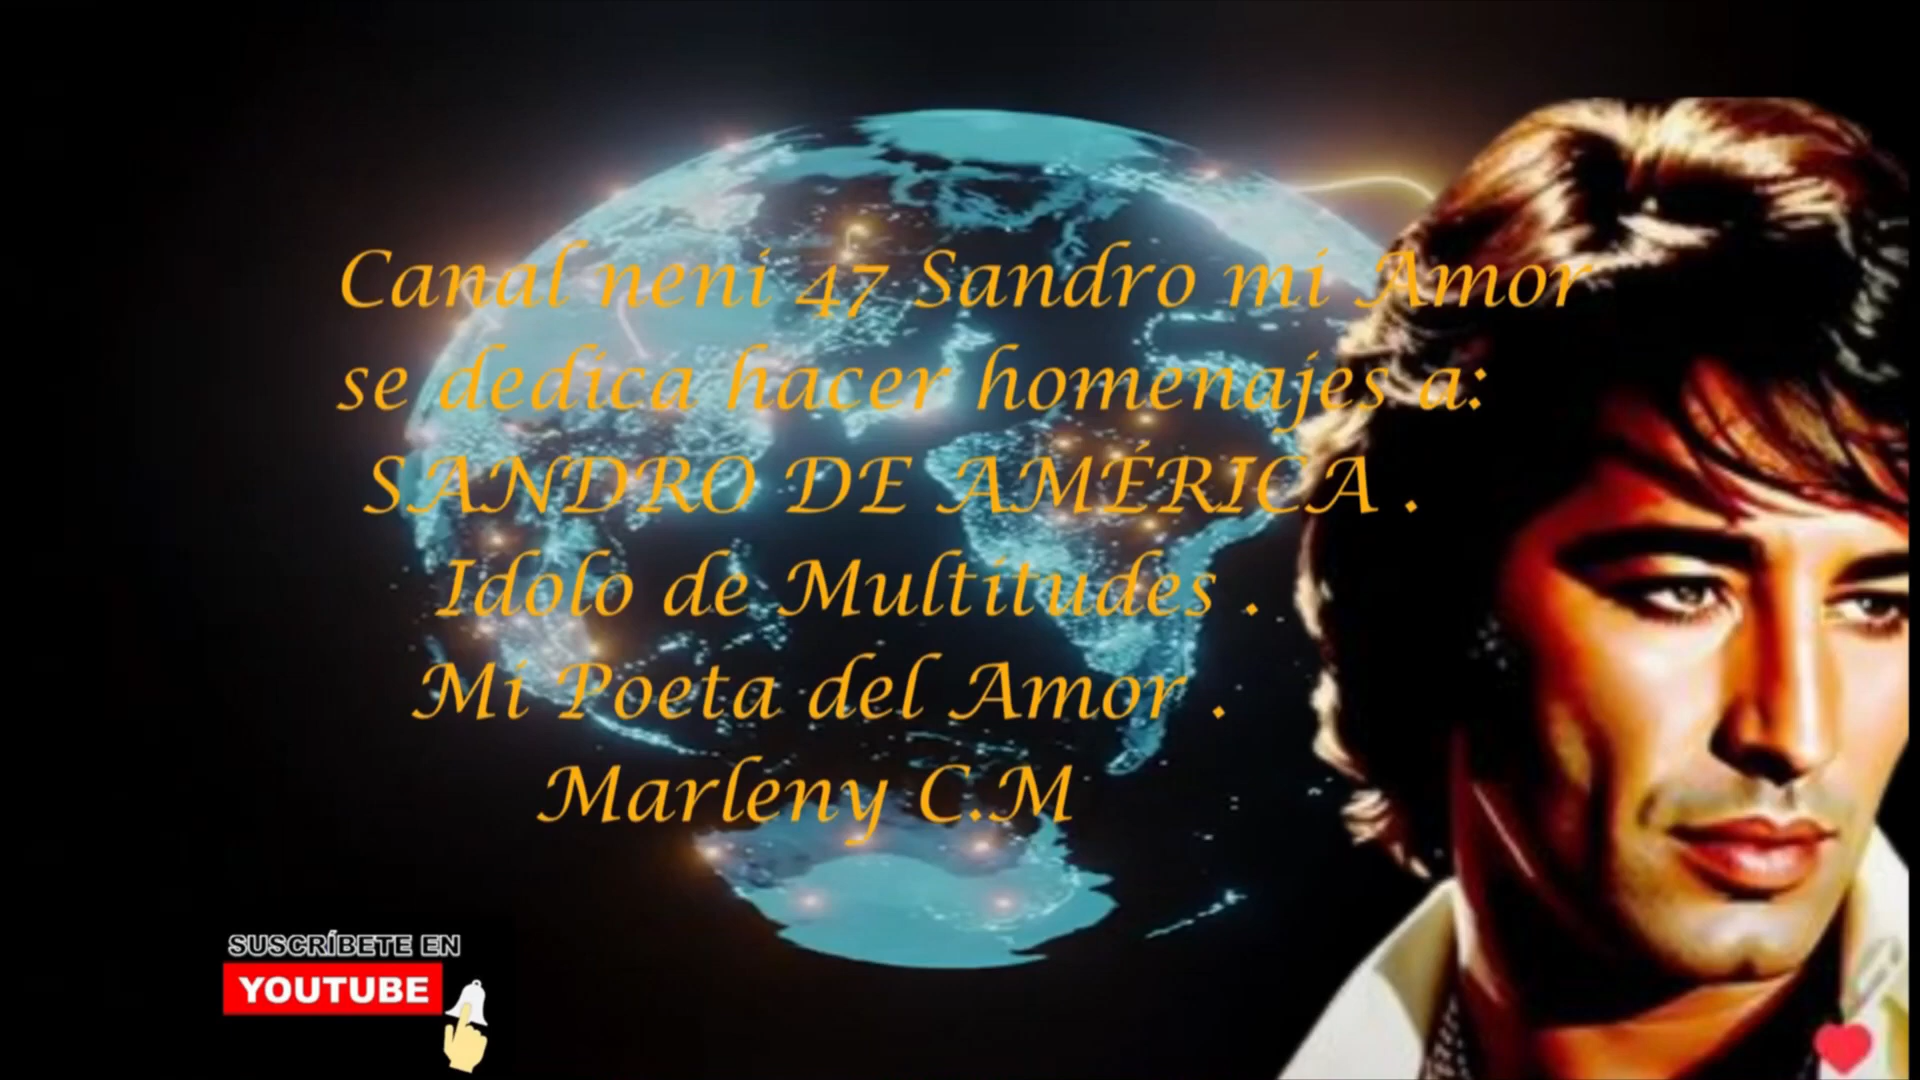 Canal neni 47 Sandro mi Amor
se dedica hacer homenajes a:
SANDRO DE AMÉRICA .
Idolo de Multitudes .
Mi Poeta del Amor .
Marleny C.M
SUSCRÍBETE EN
YOUTUBE